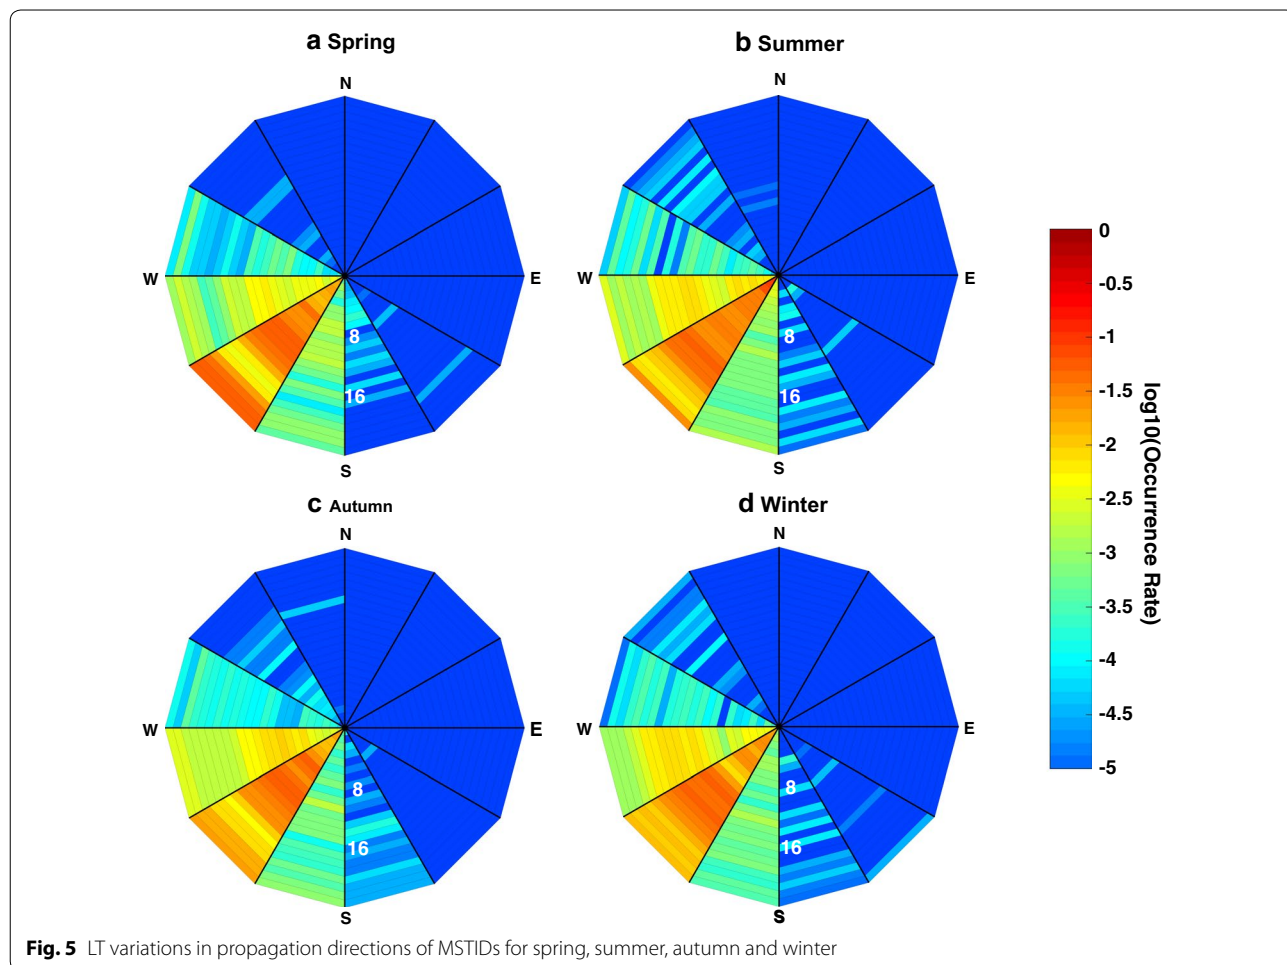 a Spring
b Summer
N
N
W
E
W
E
8
8
16
16
S
S
c Autumn
d Winter
N
N
W
E
W
E
8
8
16
16
S
S
0
-0.5
-1
-1.5
-2
-2.5
-3
-3.5
-4
-4.5
-5
log10(Occurrence Rate)
Fig. 5 LT variations in propagation directions of MSTIDs for spring, summer, autumn and winter